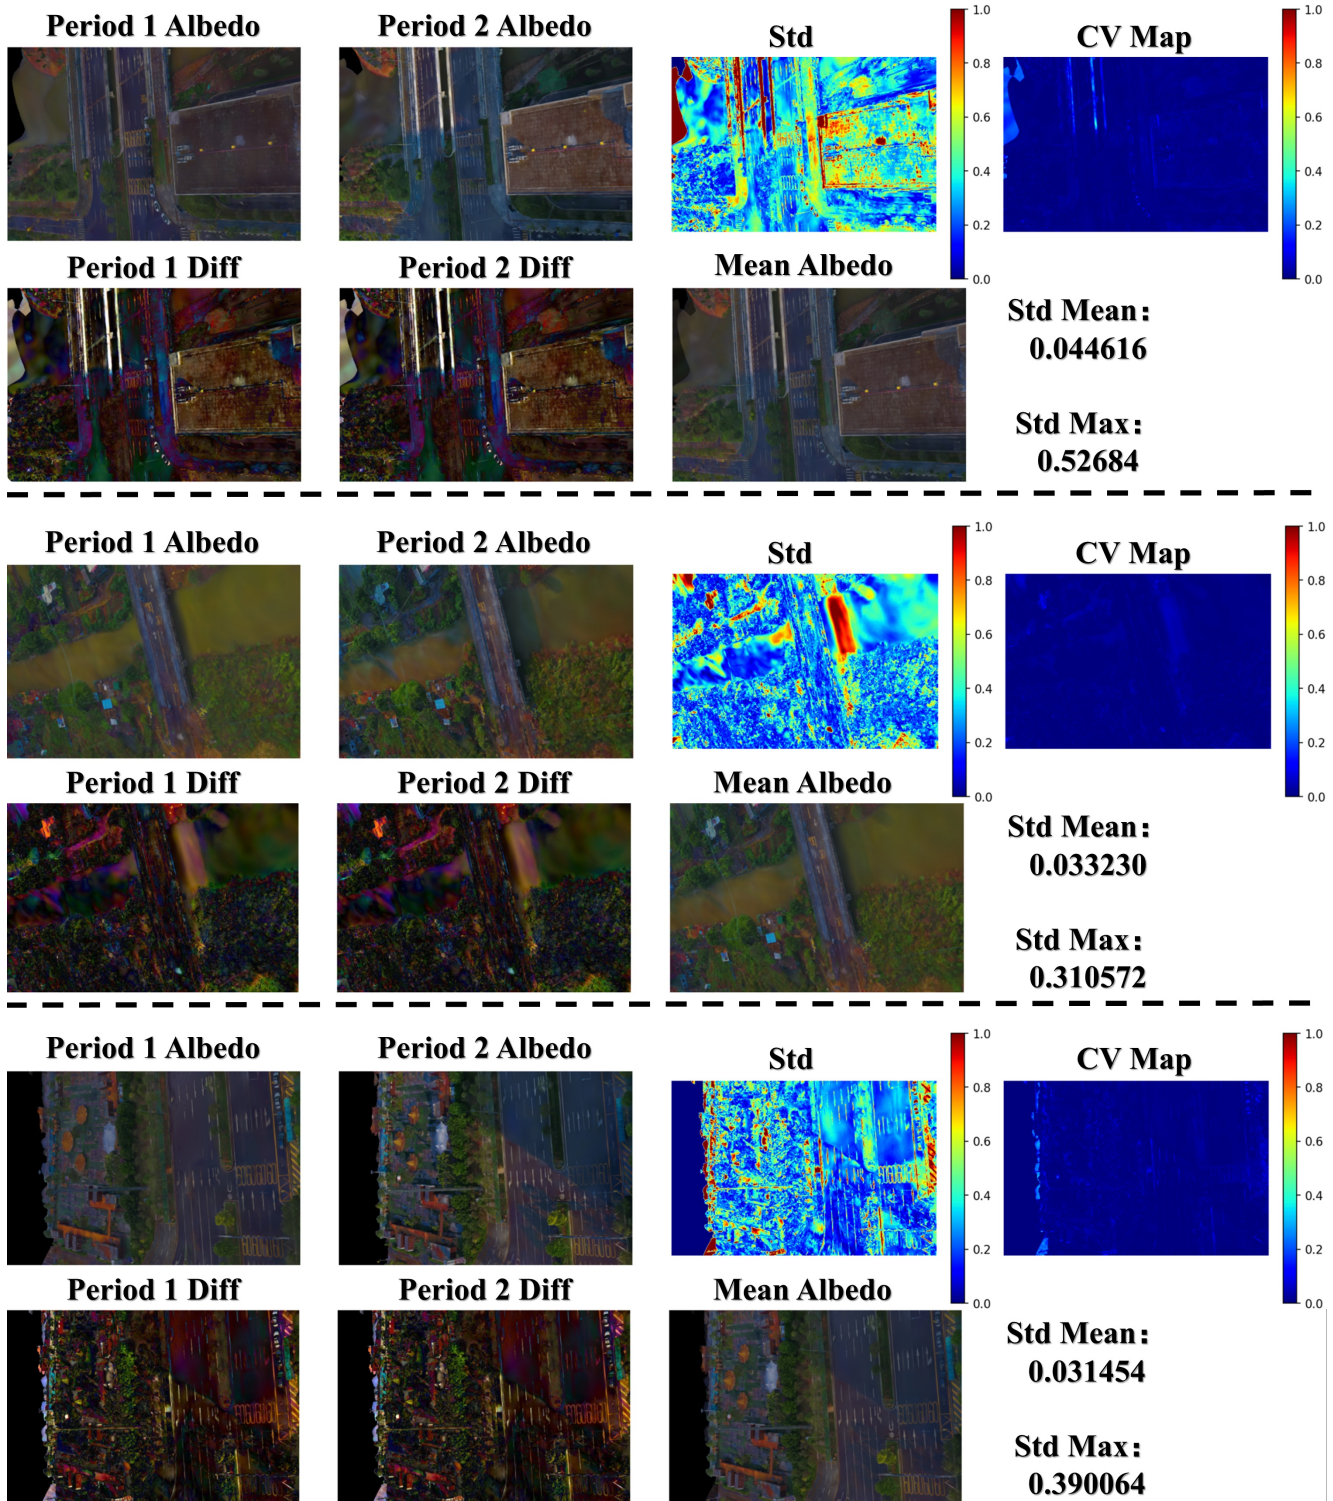 Period 1 Albedo
Period 2 Albedo
Std
1.0
0.8
0.6
0.4
0.2
0.0
CV Map
1.0
0.8
0.6
0.4
0.2
0.0
Period 1 Diff
Period 2 Diff
Mean Albedo
Std Mean:
0.044616
Std Max:
0.52684
Period 1 Albedo
Period 2 Albedo
Std
1.0
0.8
0.6
0.4
0.2
0.0
CV Map
1.0
0.8
0.6
0.4
0.2
0.0
Period 1 Diff
Period 2 Diff
Mean Albedo
Std Mean:
0.033230
Std Max:
0.310572
Period 1 Albedo
Period 2 Albedo
Std
1.0
0.8
0.6
0.4
0.2
0.0
CV Map
1.0
0.8
0.6
0.4
0.2
0.0
Period 1 Diff
Period 2 Diff
Mean Albedo
Std Mean:
0.031454
Std Max:
0.390064